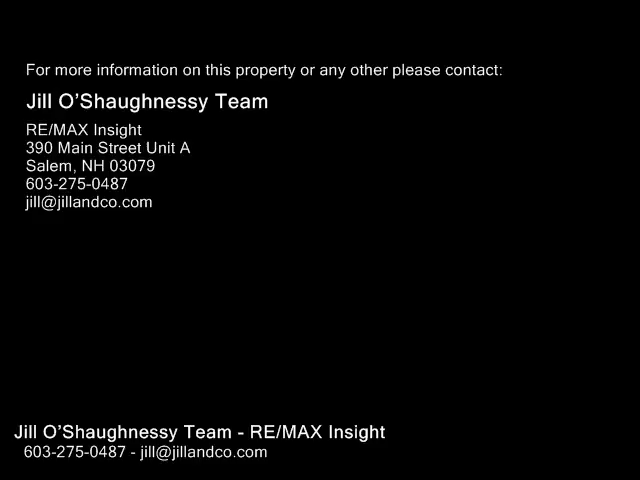 For more information on this property or any other please contact:
Jill O'Shaughnessy Team
RE/MAX Insight
390 Main Street Unit A
Salem, NH 03079
603-275-0487
jill@jillandco.com
Jill O'Shaughnessy Team - RE/MAX Insight
603-275-0487 - jill@jillandco.com